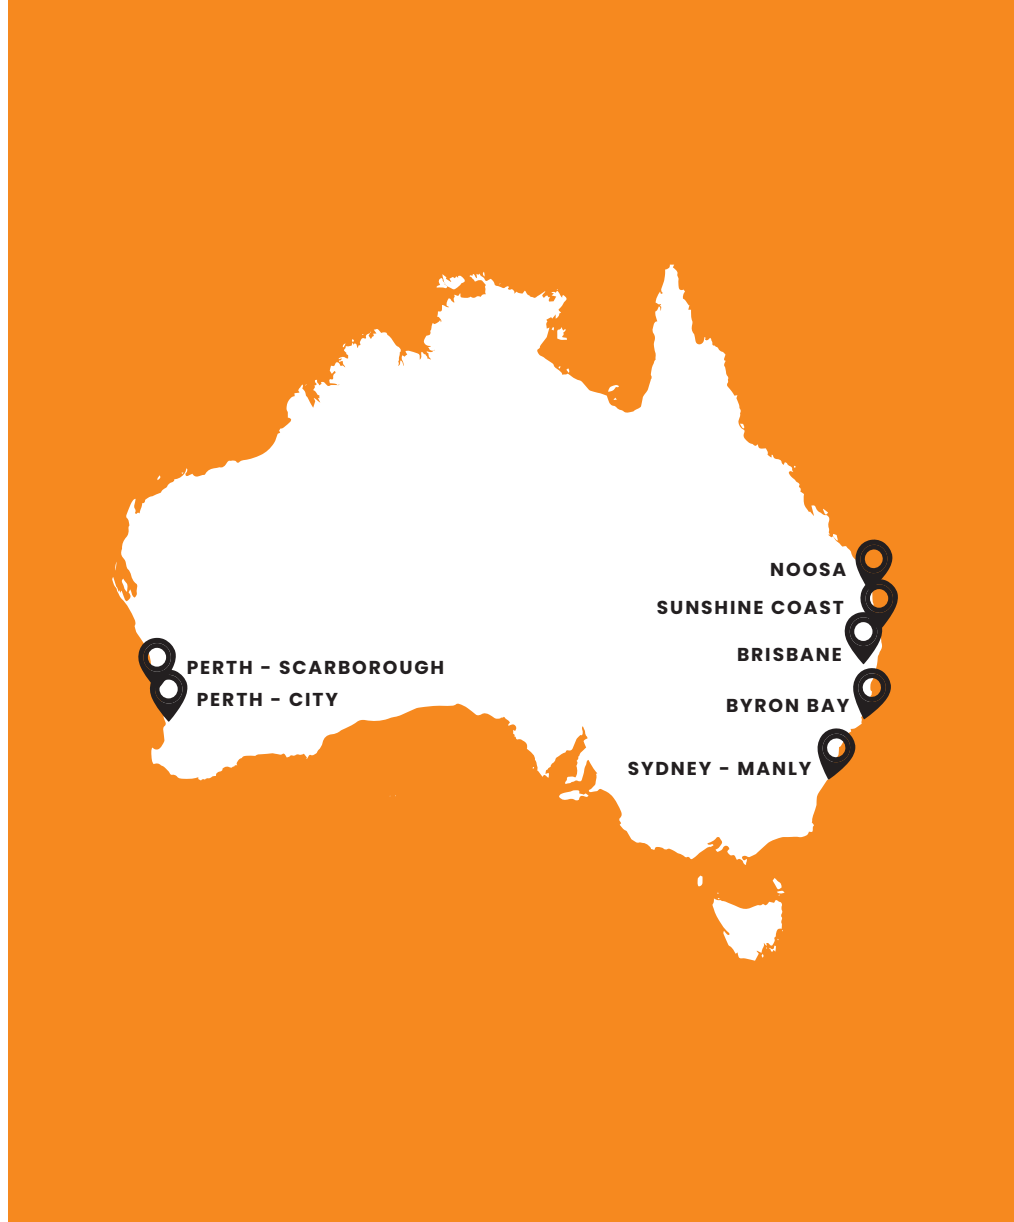 NOOSA
SUNSHINE COAST
BRISBANE
PERTH - SCARBOROUGH
PERTH - CITY
BYRON BAY
SYDNEY - MANLY